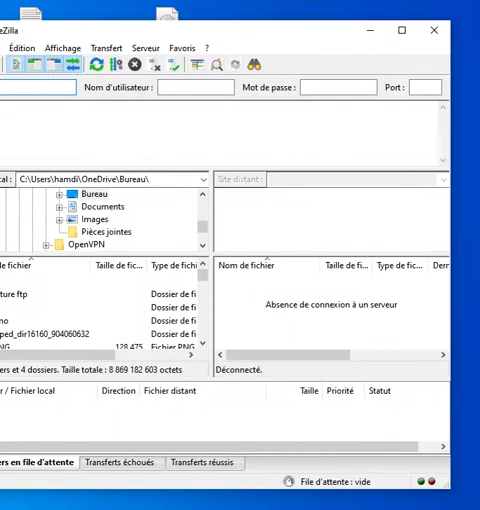 eZilla
Édition Affichage Transfert Serveur Favoris ?
Nom d'utilisateur : Mot de passe : Port :
cal : C:\Users\hamdi\OneDrive\Bureau\ Site distant :
Bureau
Documents
Images
Pièces jointes
OpenVPN
e fichier Taille de fic... Type de fichi Nom de fichier Taille de fi... Type de fic... Derr
ture ftp Dossier de fi
Dossier de fi
Absence de connexion à un serveur
no Dossier de fi
ped_dir16160_904060632 Dossier de fi
NG 128 475 Fichier PNG
ers et 4 dossiers. Taille totale : 8 869 182 603 octets Déconnecté.
r / Fichier local Direction Fichier distant Taille Priorité Statut
ers en file d'attente Transferts échoués Transferts réussis
File d'attente : vide